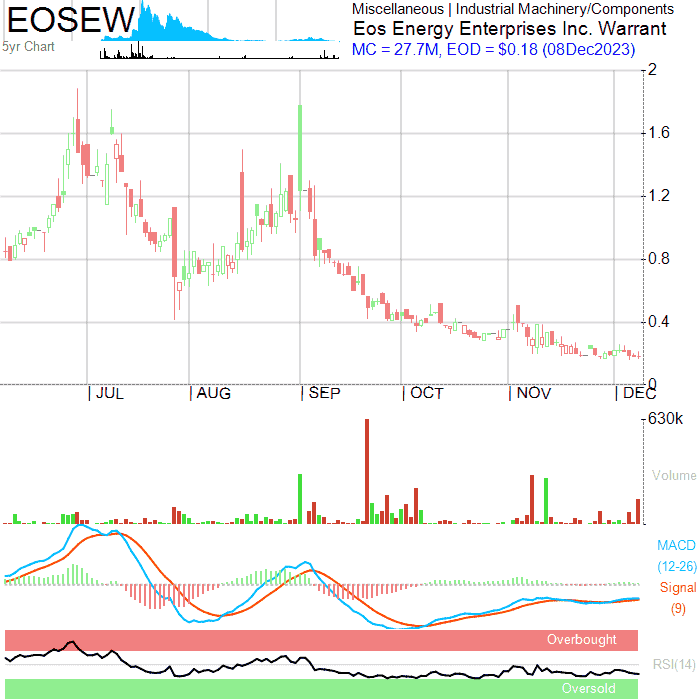 EOSEW
5yr Chart
Miscellaneous | Industrial Machinery/Components
Eos Energy Enterprises Inc. Warrant
MC = 27.7M, EOD = $0.18 (08Dec2023)
2
1.6
1.2
0.8
0.4
0
JUL AUG SEP OCT NOV DEC
630k
Volume
MACD
(12-26)
Signal
(9)
Overbought
RSI(14)
Oversold